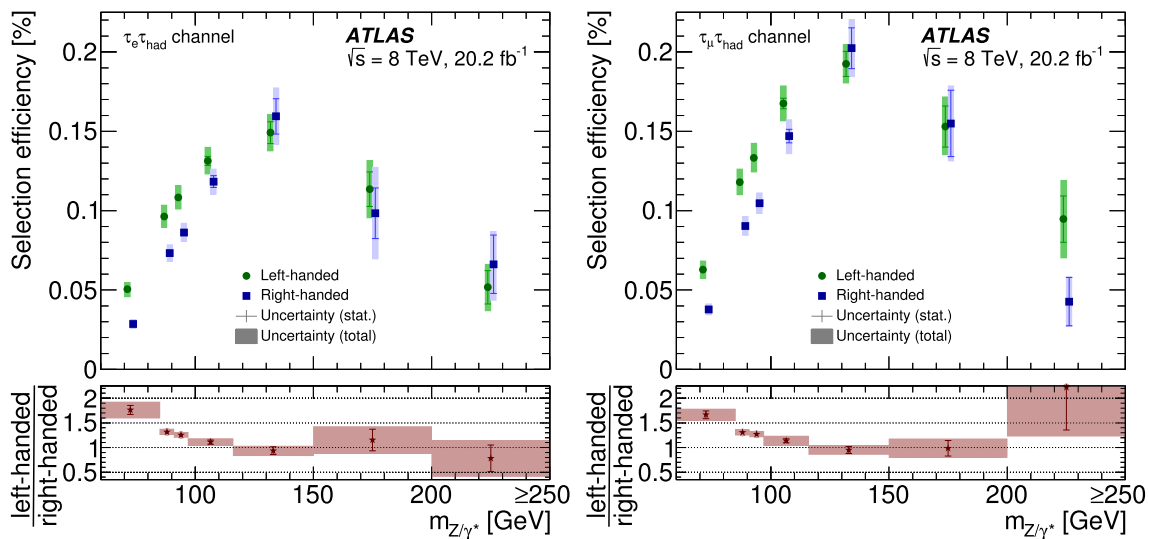 Selection efficiency [%]
τeτhad channel
ATLAS
√s = 8 TeV, 20.2 fb-1
0.2
0.15
0.1
0.05
0
Left-handed
Right-handed
Uncertainty (stat.)
Uncertainty (total)
left-handed
right-handed
2
1.5
1
0.5
100
150
200
≥250
mZ/γ* [GeV]
Selection efficiency [%]
τμτhad channel
ATLAS
√s = 8 TeV, 20.2 fb-1
0.2
0.15
0.1
0.05
0
Left-handed
Right-handed
Uncertainty (stat.)
Uncertainty (total)
left-handed
right-handed
2
1.5
1
0.5
100
150
200
≥250
mZ/γ* [GeV]